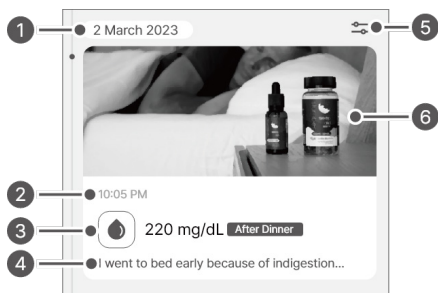 1 2 March 2023 5
6
2 10:05 PM
3 220 mg/dL After Dinner
4 I went to bed early because of indigestion...